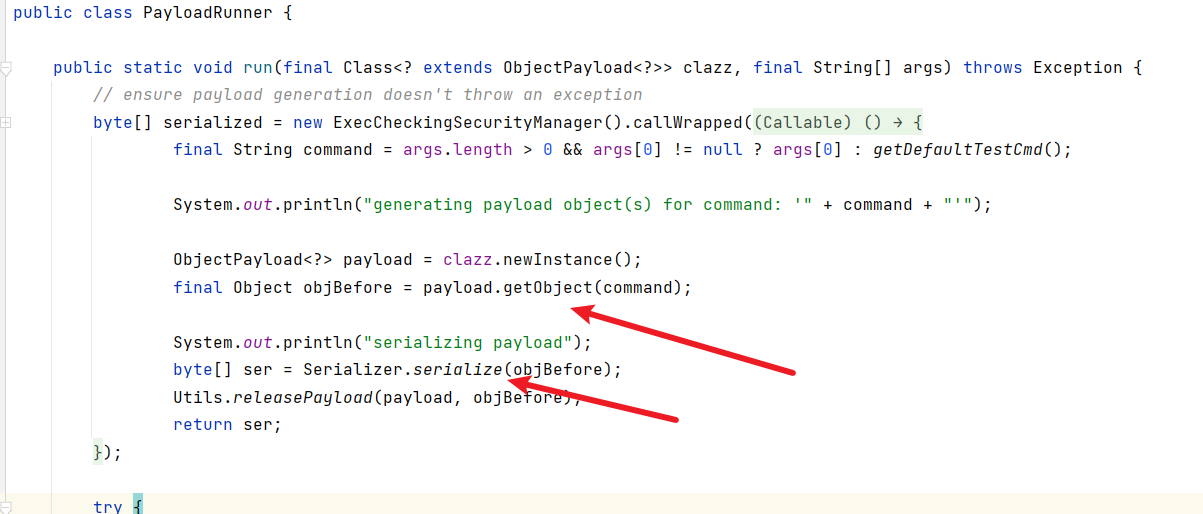 public class PayloadRunner {
public static void run(final Class<? extends ObjectPayload<?>> clazz, final String[] args) throws Exception {
// ensure payload generation doesn't throw an exception
byte[] serialized = new ExecCheckingSecurityManager().callWrapped((Callable) () → {
final String command = args.length > 0 && args[0] != null ? args[0] : getDefaultTestCmd();
System.out.println("generating payload object(s) for command: '" + command + "'");
ObjectPayload<?> payload = clazz.newInstance();
final Object objBefore = payload.getObject(command);
System.out.println("serializing payload");
byte[] ser = Serializer.serialize(objBefore);
Utils.releasePayload(payload, objBefore);
return ser;
});
try {